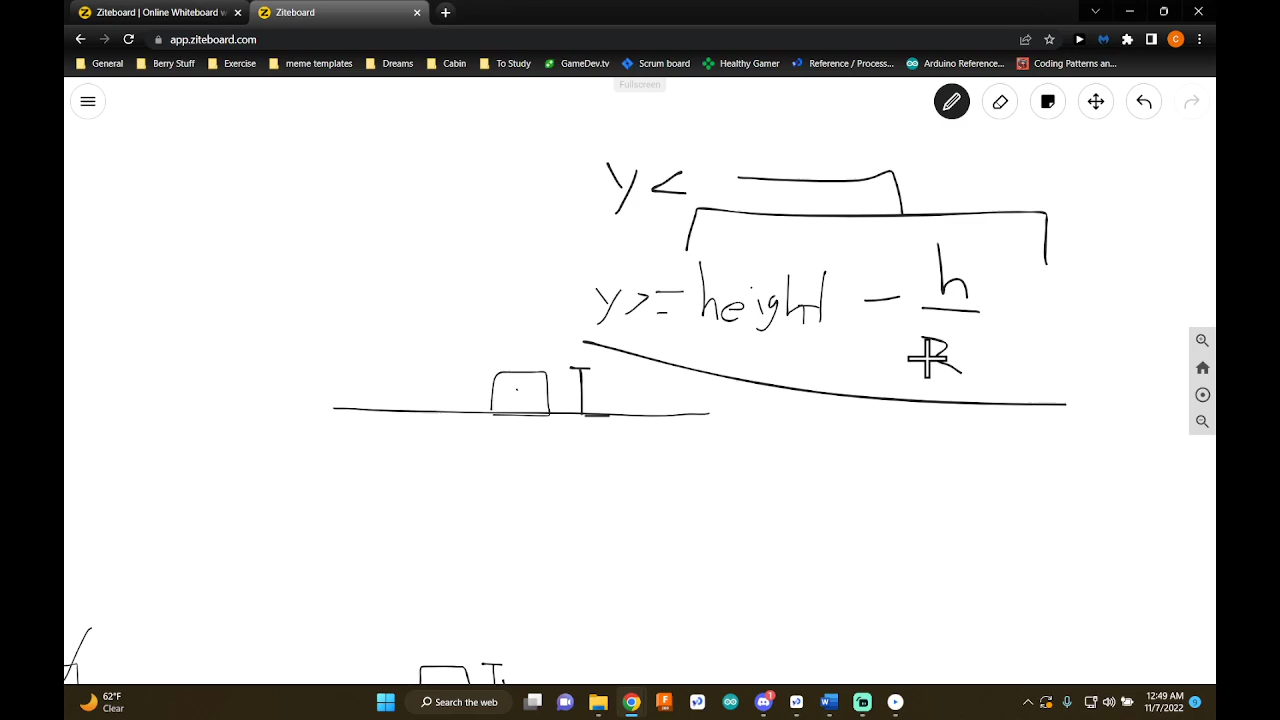 Ziteboard | Online Whiteboard w
Ziteboard
app.ziteboard.com
General
Berry Stuff
Exercise
meme templates
Dreams
Cabin
To Study
GameDev.tv
Scrum board
Healthy Gamer
Reference / Process...
Arduino Reference...
Coding Patterns an...
Fullscreen
y <
y >= height - h
R
62°F
Clear
Search the web
12:49 AM
11/7/2022